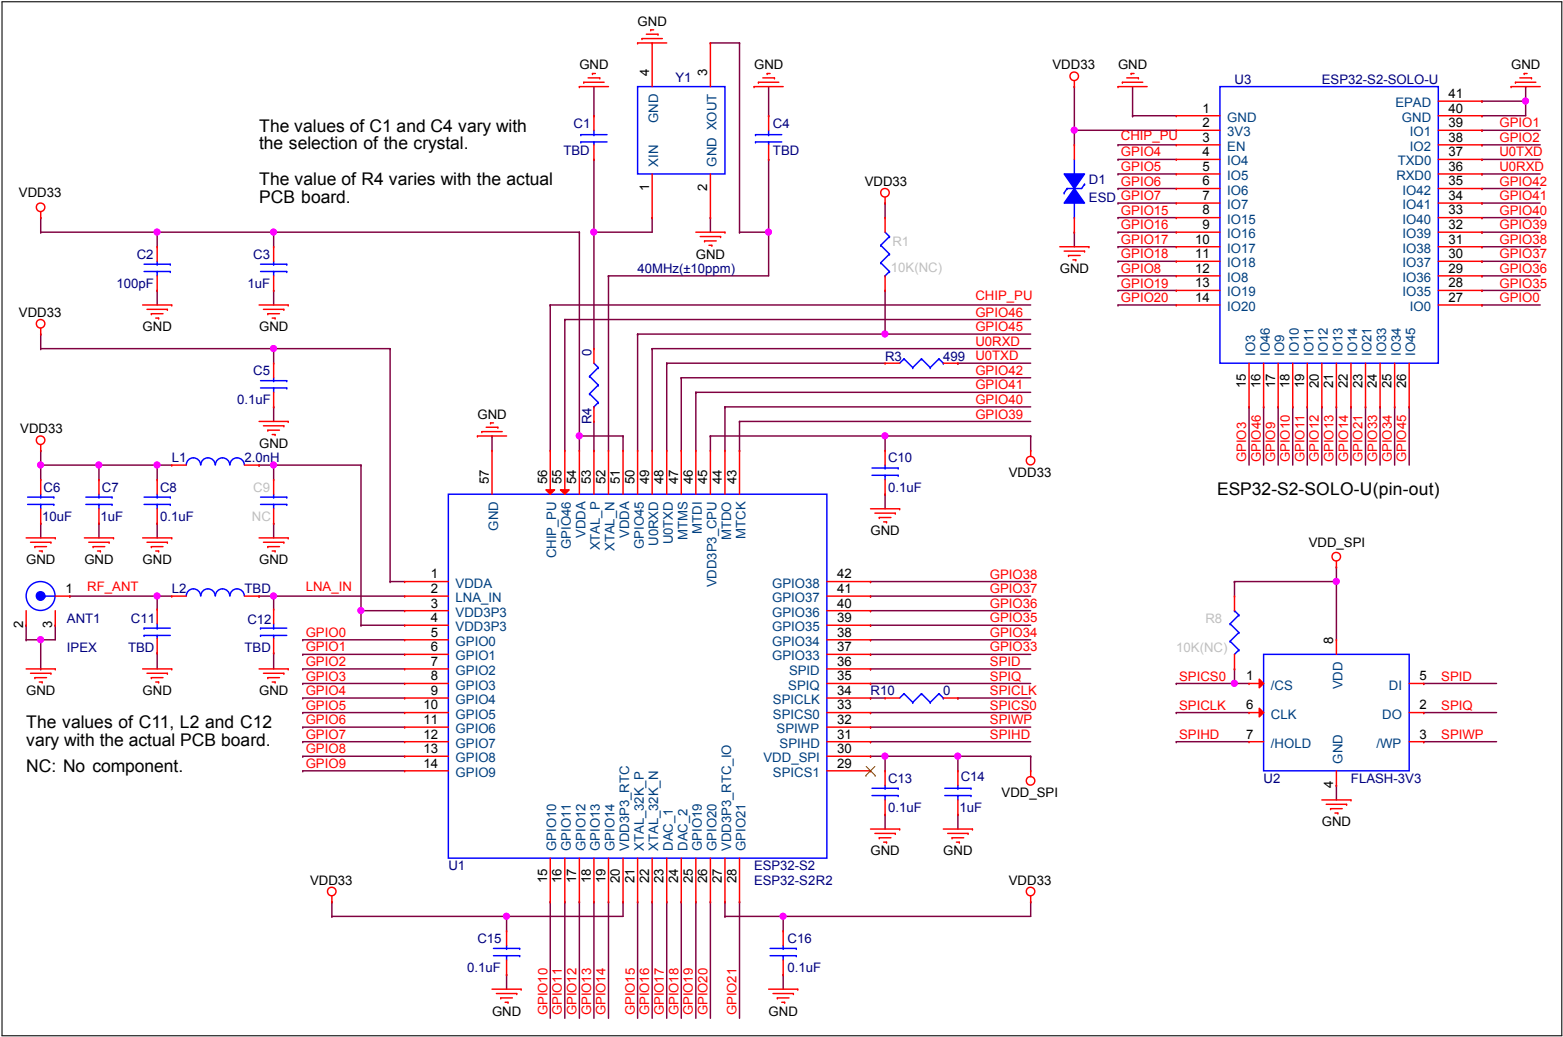 The values of C1 and C4 vary with
the selection of the crystal.
The value of R4 varies with the actual
PCB board.
GND
4
3
Y1
GND
XOUT
XIN
GND
1
2
GND
40MHz(±10ppm)
GND
C1
TBD
GND
C4
TBD
VDD33
C2
100pF
GND
C3
1uF
GND
VDD33
C5
0.1uF
GND
VDD33
L1
2.0nH
C6
10uF
GND
C7
1uF
GND
C8
0.1uF
GND
C9
NC
GND
1
RF_ANT
L2
TBD
LNA_IN
2
3
ANT1
IPEX
GND
C11
TBD
GND
C12
TBD
GND
The values of C11, L2 and C12
vary with the actual PCB board.
NC: No component.
VDD33
R1
10K(NC)
CHIP_PU
GPIO46
GPIO45
U0RXD
R3
499
U0TXD
GPIO42
GPIO41
GPIO40
GPIO39
0
R4
GND
C10
0.1uF
GND
VDD33
57
56
55
54
53
52
51
50
49
48
47
46
45
44
43
GND
CHIP_PU
GPIO46
VDDA
XTAL_P
XTAL_N
VDDA
GPIO45
U0RXD
U0TXD
MTMS
MTDI
VDD3P3_CPU
MTDO
MTCK
1 VDDA
2 LNA_IN
3 VDD3P3
4 VDD3P3
GPIO0 5 GPIO0
GPIO1 6 GPIO1
GPIO2 7 GPIO2
GPIO3 8 GPIO3
GPIO4 9 GPIO4
GPIO5 10 GPIO5
GPIO6 11 GPIO6
GPIO7 12 GPIO7
GPIO8 13 GPIO8
GPIO9 14 GPIO9
GPIO38 42 GPIO38
GPIO37 41 GPIO37
GPIO36 40 GPIO36
GPIO35 39 GPIO35
GPIO34 38 GPIO34
GPIO33 37 GPIO33
SPID 36 SPID
SPIQ 35 SPIQ
SPICLK 34 R10 0 SPICLK
SPICS0 33 SPICS0
SPIWP 32 SPIWP
SPIHD 31 SPIHD
VDD_SPI 30
SPICS1 29
C13
0.1uF
GND
C14
1uF
GND
VDD_SPI
GPIO10
GPIO11
GPIO12
GPIO13
GPIO14
VDD3P3_RTC
XTAL_32K_P
XTAL_32K_N
DAC_1
DAC_2
GPIO19
GPIO20
VDD3P3_RTC_IO
GPIO21
U1
ESP32-S2
ESP32-S2R2
15
16
17
18
19
20
21
22
23
24
25
26
27
28
VDD33
C15
0.1uF
GND
VDD33
C16
0.1uF
GND
GPIO10
GPIO11
GPIO12
GPIO13
GPIO14
GPIO15
GPIO16
GPIO17
GPIO18
GPIO19
GPIO20
GPIO21
VDD33
D1
ESD
GND
GND
U3
ESP32-S2-SOLO-U
GND
1 GND
2 3V3
CHIP_PU 3 EN
GPIO4 4 IO4
GPIO5 5 IO5
GPIO6 6 IO6
GPIO7 7 IO7
GPIO15 8 IO15
GPIO16 9 IO16
GPIO17 10 IO17
GPIO18 11 IO18
GPIO8 12 IO8
GPIO19 13 IO19
GPIO20 14 IO20
EPAD 41
GND 40
IO1 39 GPIO1
IO2 38 GPIO2
TXD0 37 U0TXD
RXD0 36 U0RXD
IO42 35 GPIO42
IO41 34 GPIO41
IO40 33 GPIO40
IO39 32 GPIO39
IO38 31 GPIO38
IO37 30 GPIO37
IO36 29 GPIO36
IO35 28 GPIO35
IO0 27 GPIO0
IO3
IO46
IO9
IO10
IO11
IO12
IO13
IO14
IO21
IO33
IO34
IO45
15
16
17
18
19
20
21
22
23
24
25
26
GPIO3
GPIO46
GPIO9
GPIO10
GPIO11
GPIO12
GPIO13
GPIO14
GPIO21
GPIO33
GPIO34
GPIO45
ESP32-S2-SOLO-U(pin-out)
VDD_SPI
R8
10K(NC)
8
VDD
SPICS0 1 /CS
SPICLK 6 CLK
SPIHD 7 /HOLD
DI 5 SPID
DO 2 SPIQ
/WP 3 SPIWP
GND
U2
4
FLASH-3V3
GND